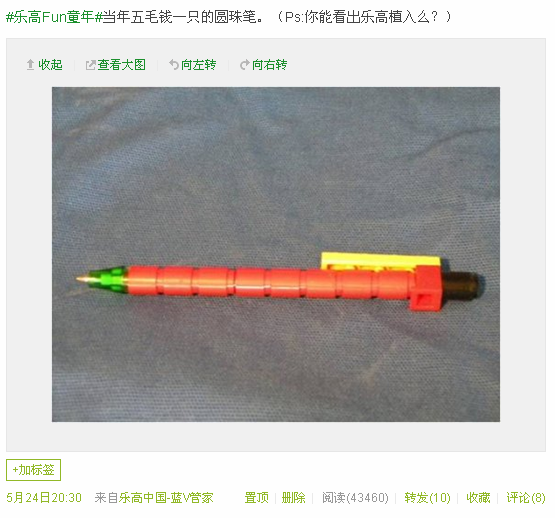 #乐高Fun童年#当年五毛钱一只的圆珠笔。（Ps:你能看出乐高植入么？）
收起 查看大图 向左转 向右转
+加标签
5月24日20:30 来自乐高中国-蓝V管家 置顶 删除 阅读(43460) 转发(10) 收藏 评论(8)